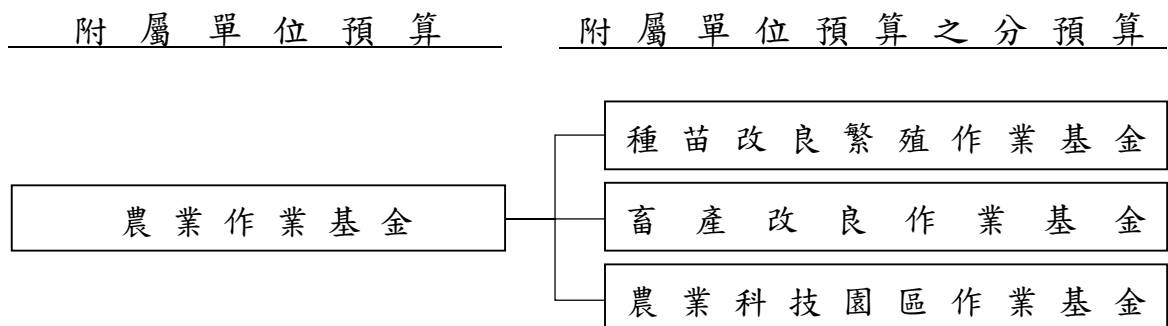 附屬單位預算
附屬單位預算之分預算
種苗改良繁殖作業基金
農業作業基金
畜產改良作業基金
農業科技園區作業基金